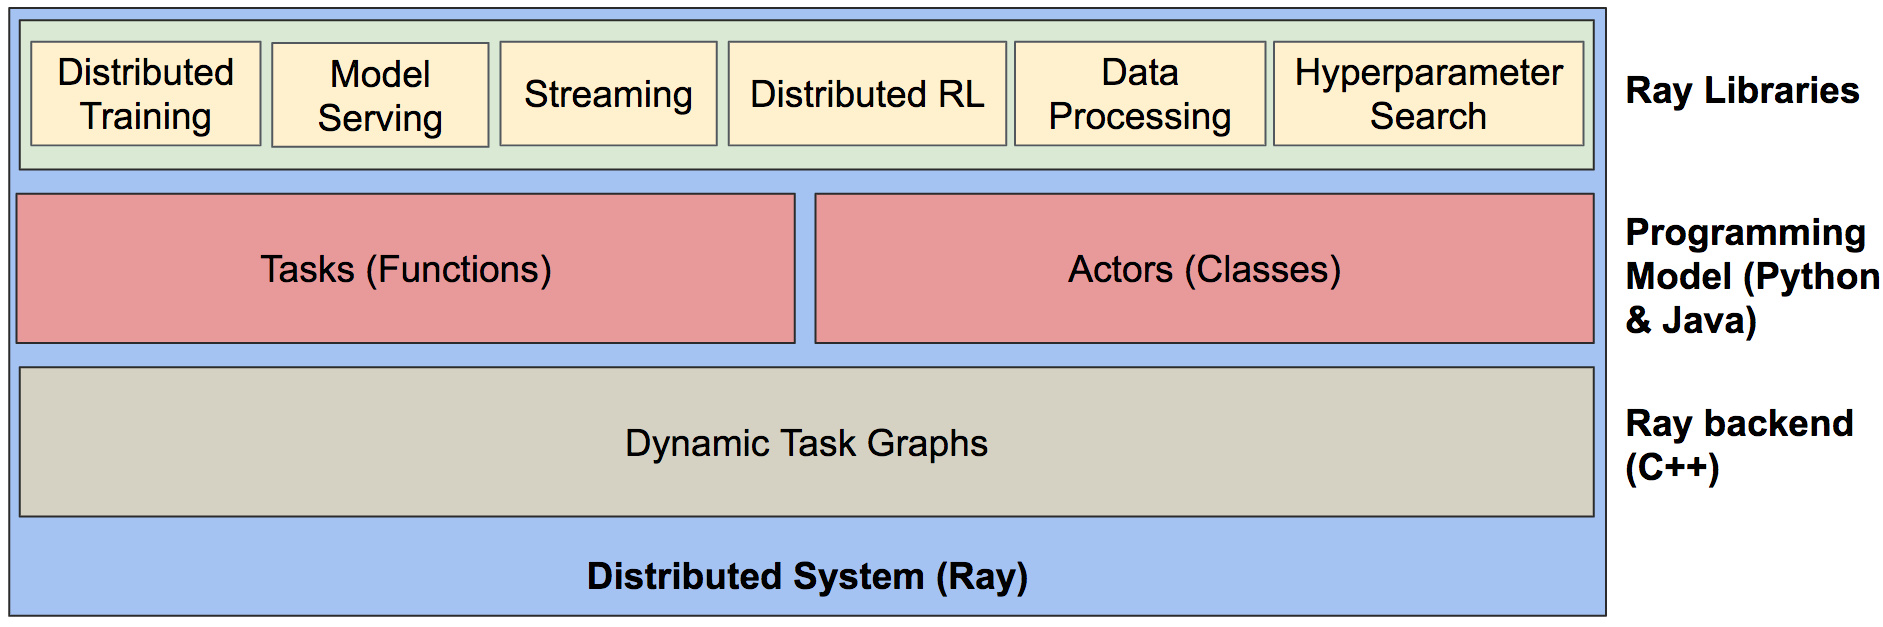 Distributed
Training
Model
Serving
Streaming
Distributed RL
Data
Processing
Hyperparameter
Search
Ray Libraries
Tasks (Functions)
Actors (Classes)
Programming
Model (Python
& Java)
Dynamic Task Graphs
Ray backend
(C++)
Distributed System (Ray)